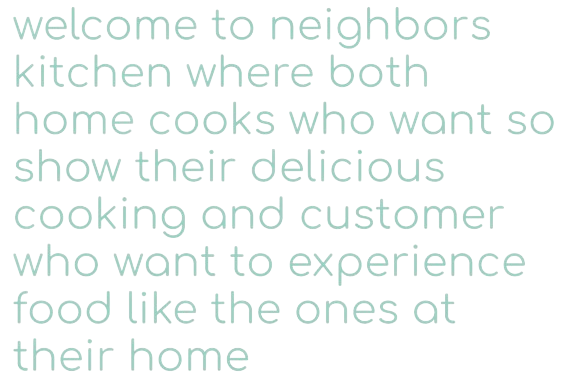 welcome to neighbors
kitchen where both
home cooks who want so
show their delicious
cooking and customer
who want to experience
food like the ones at
their home